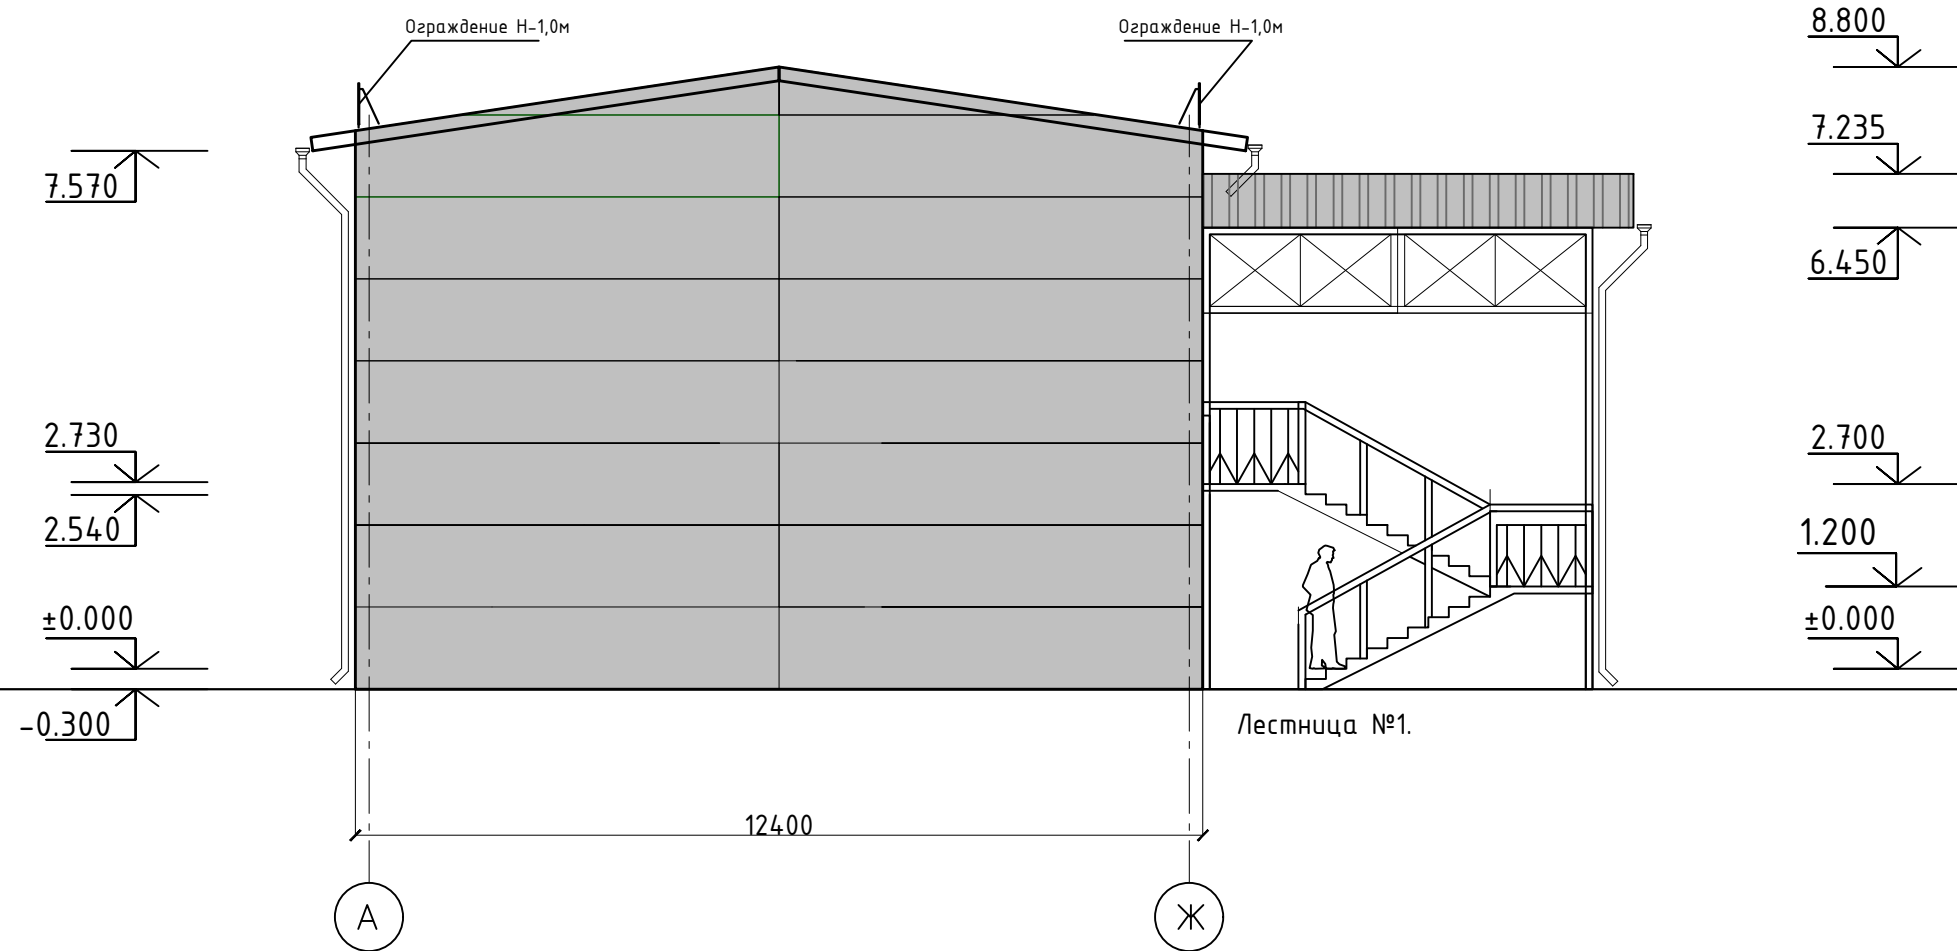 Ограждение Н-1,0м
Ограждение Н-1,0м
8.800
7.235
7.570
6.450
2.730
2.700
2.540
1.200
±0.000
±0.000
-0.300
Лестница №1.
12400
А
Ж